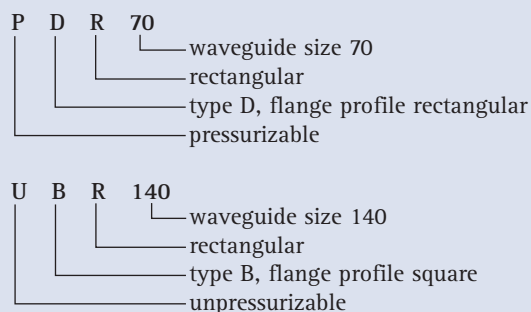 P D R 70
waveguide size 70
rectangular
type D, flange profile rectangular
pressurizable
U B R 140
waveguide size 140
rectangular
type B, flange profile square
unpressurizable